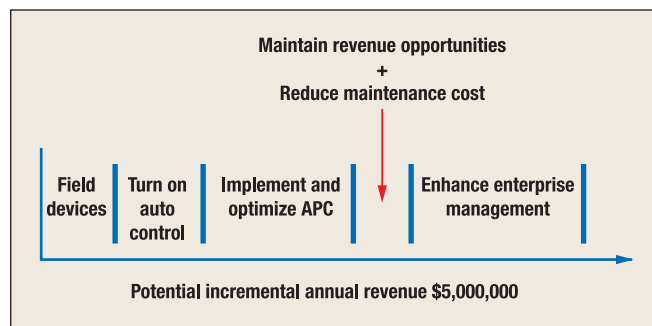 Maintain revenue opportunities
+
Reduce maintenance cost
Field
devices
Turn on
auto
control
Implement and
optimize APC
Enhance enterprise
management
Potential incremental annual revenue $5,000,000